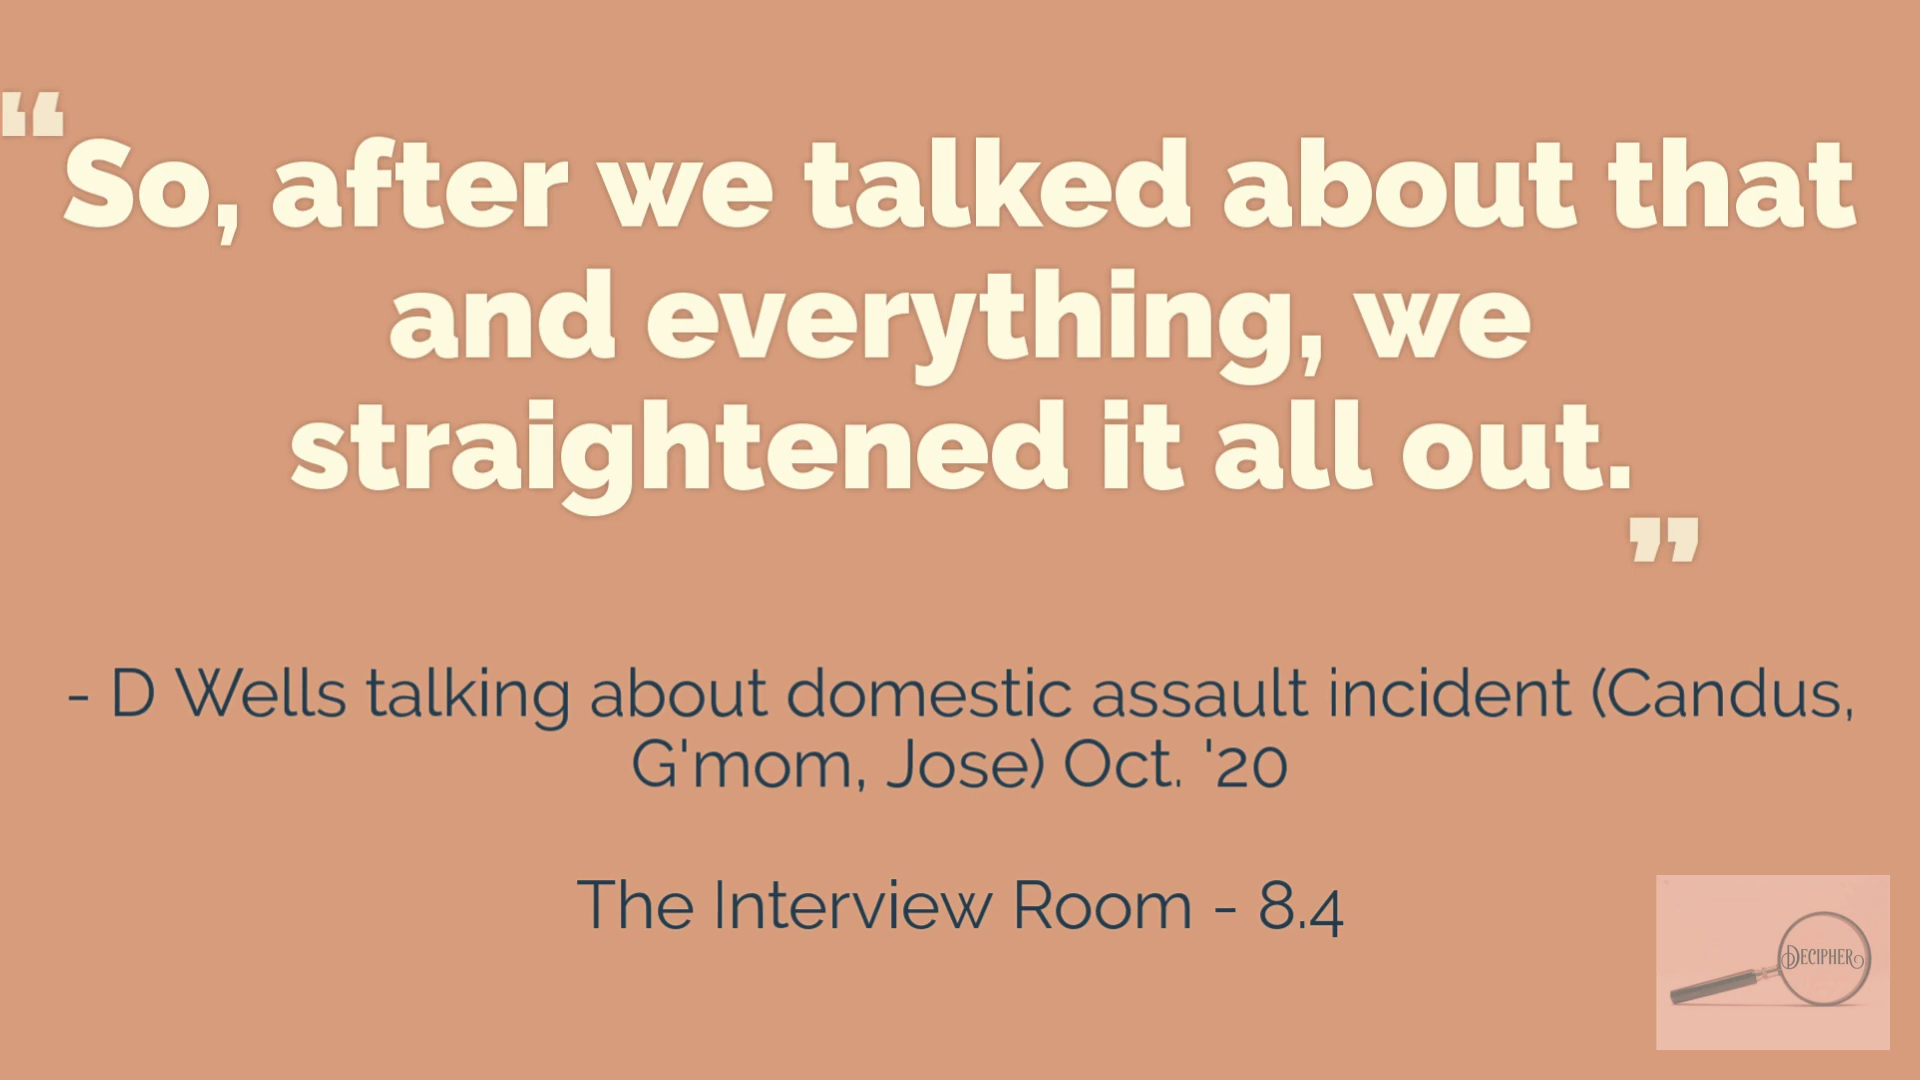 “So, after we talked about that
and everything, we
straightened it all out.”
- D Wells talking about domestic assault incident (Candus,
G'mom, Jose) Oct. '20
The Interview Room - 8.4
DECIPHER